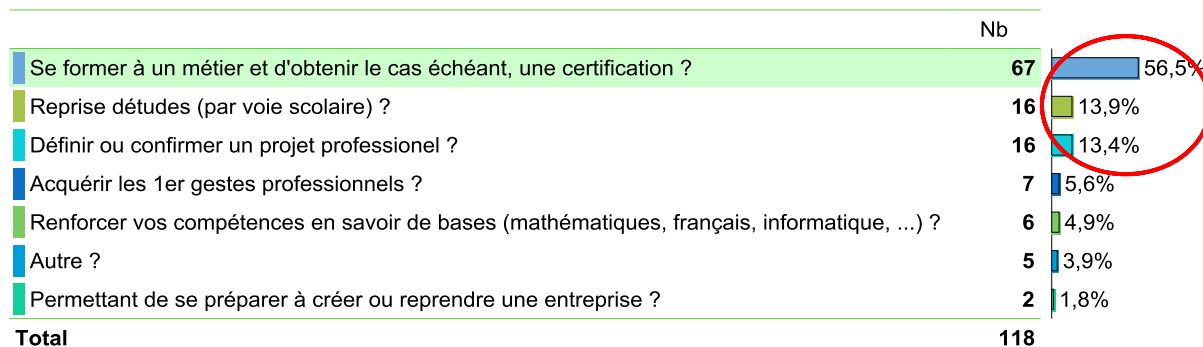 Nb
Se former à un métier et d'obtenir le cas échéant, une certification ? 67 56,5%
Reprise détudes (par voie scolaire) ? 16 13,9%
Définir ou confirmer un projet professionel ? 16 13,4%
Acquérir les 1er gestes professionnels ? 7 5,6%
Renforcer vos compétences en savoir de bases (mathématiques, français, informatique, ...) ? 6 4,9%
Autre ? 5 3,9%
Permettant de se préparer à créer ou reprendre une entreprise ? 2 1,8%
Total 118